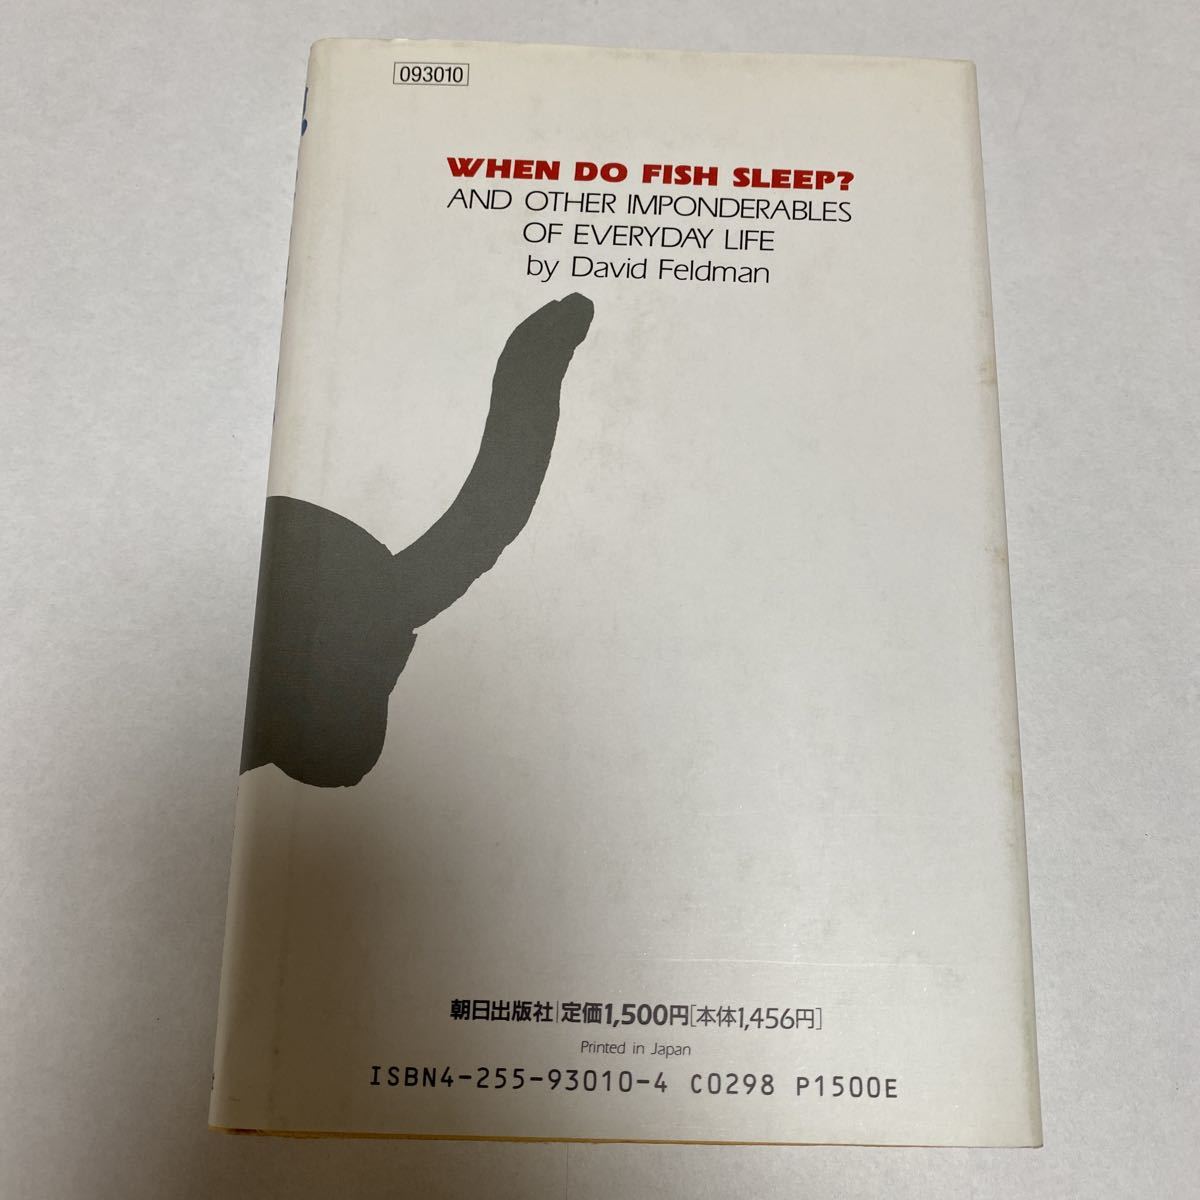 093010
WHEN DO FISH SLEEP?
AND OTHER IMPONDERABLES
OF EVERYDAY LIFE
by David Feldman
朝日出版社|定価1,500円[本体1,456円]
Printed in Japan
ISBN4-255-93010-4 C0298 P1500E